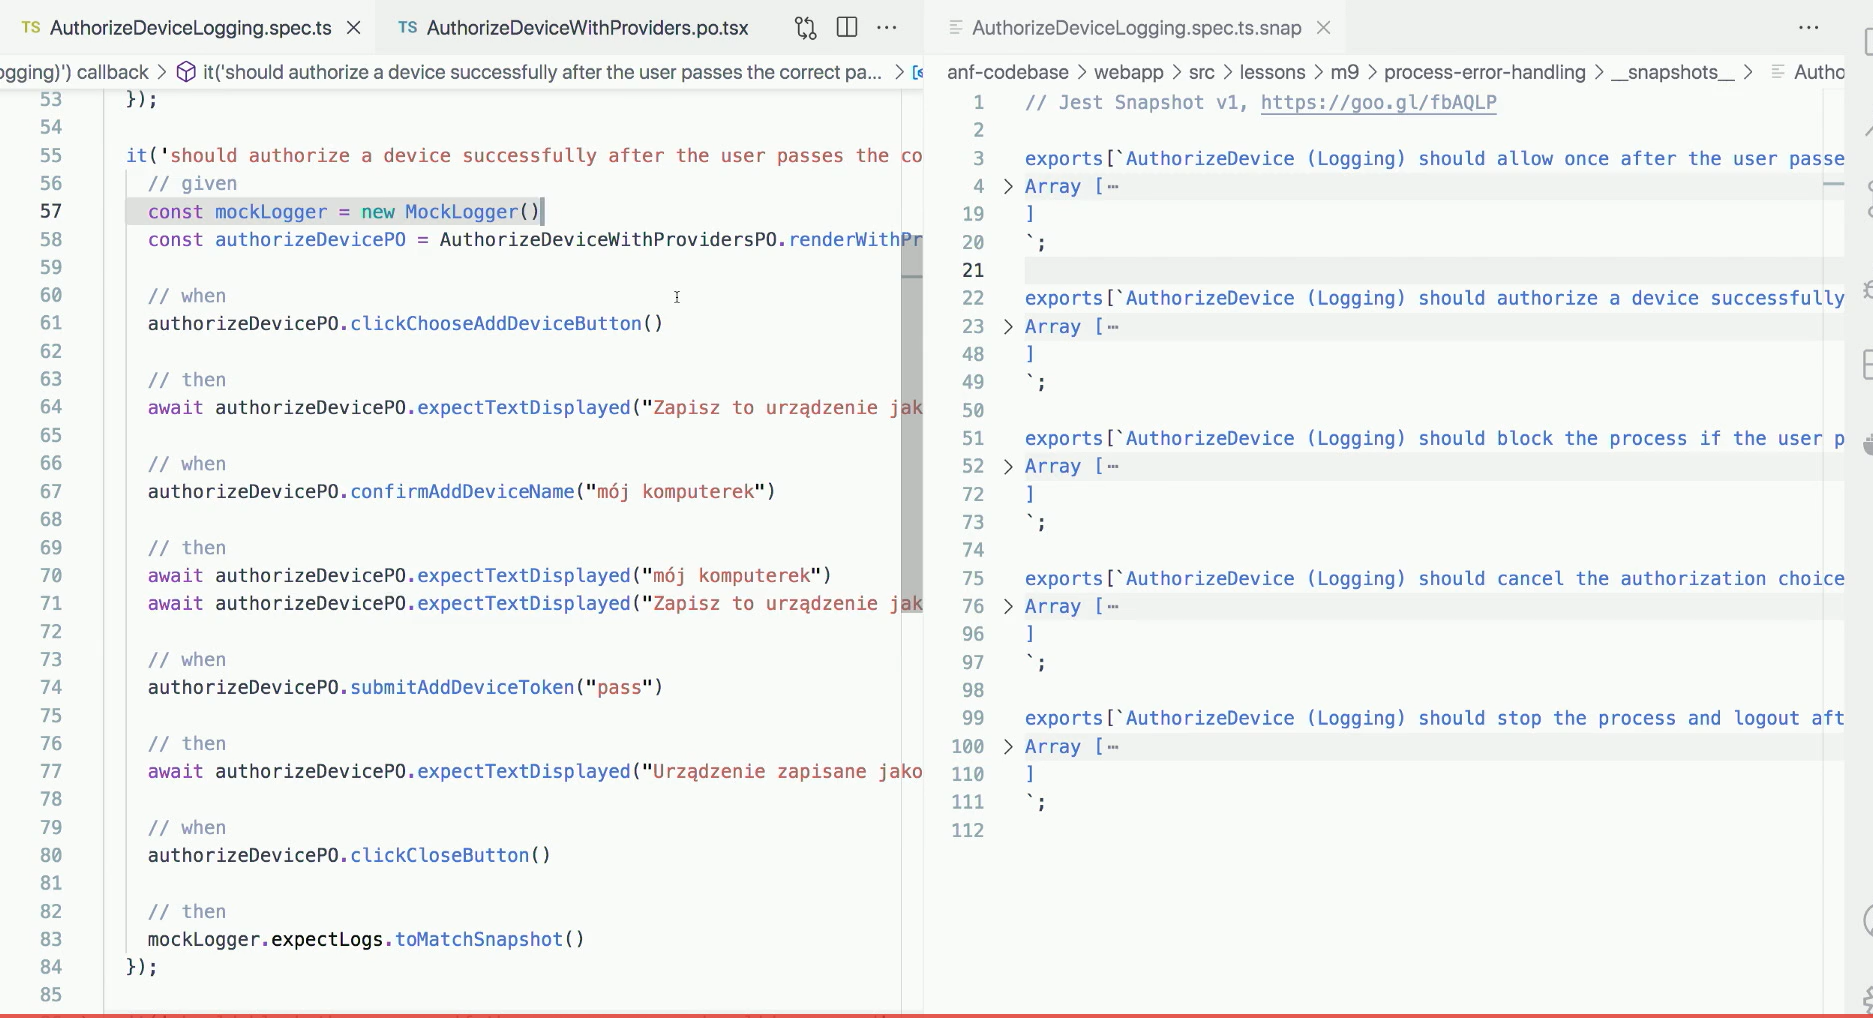 TS AuthorizeDeviceLogging.spec.ts
TS AuthorizeDeviceWithProviders.po.tsx
ogging)') callback > it('should authorize a device successfully after the user passes the correct pa... >
53 });
54
55 it('should authorize a device successfully after the user passes the co
56 // given
57 const mockLogger = new MockLogger()
58 const authorizeDevicePO = AuthorizeDeviceWithProvidersPO.renderWithPr
59
60 // when
61 authorizeDevicePO.clickChooseAddDeviceButton()
62
63 // then
64 await authorizeDevicePO.expectTextDisplayed("Zapisz to urządzenie jak
65
66 // when
67 authorizeDevicePO.confirmAddDeviceName("mój komputerek")
68
69 // then
70 await authorizeDevicePO.expectTextDisplayed("mój komputerek")
71 await authorizeDevicePO.expectTextDisplayed("Zapisz to urządzenie jak
72
73 // when
74 authorizeDevicePO.submitAddDeviceToken("pass")
75
76 // then
77 await authorizeDevicePO.expectTextDisplayed("Urządzenie zapisane jako
78
79 // when
80 authorizeDevicePO.clickCloseButton()
81
82 // then
83 mockLogger.expectLogs.toMatchSnapshot()
84 });
85
AuthorizeDeviceLogging.spec.ts.snap
anf-codebase > webapp > src > lessons > m9 > process-error-handling > __snapshots__ > Autho
1 // Jest Snapshot v1, https://goo.gl/fbAQLP
2
3 exports[`AuthorizeDevice (Logging) should allow once after the user passe
4 > Array [⋯
19 ]
20 `;
21
22 exports[`AuthorizeDevice (Logging) should authorize a device successfully
23 > Array [⋯
48 ]
49 `;
50
51 exports[`AuthorizeDevice (Logging) should block the process if the user p
52 > Array [⋯
72 ]
73 `;
74
75 exports[`AuthorizeDevice (Logging) should cancel the authorization choice
76 > Array [⋯
96 ]
97 `;
98
99 exports[`AuthorizeDevice (Logging) should stop the process and logout aft
100 > Array [⋯
110 ]
111 `;
112